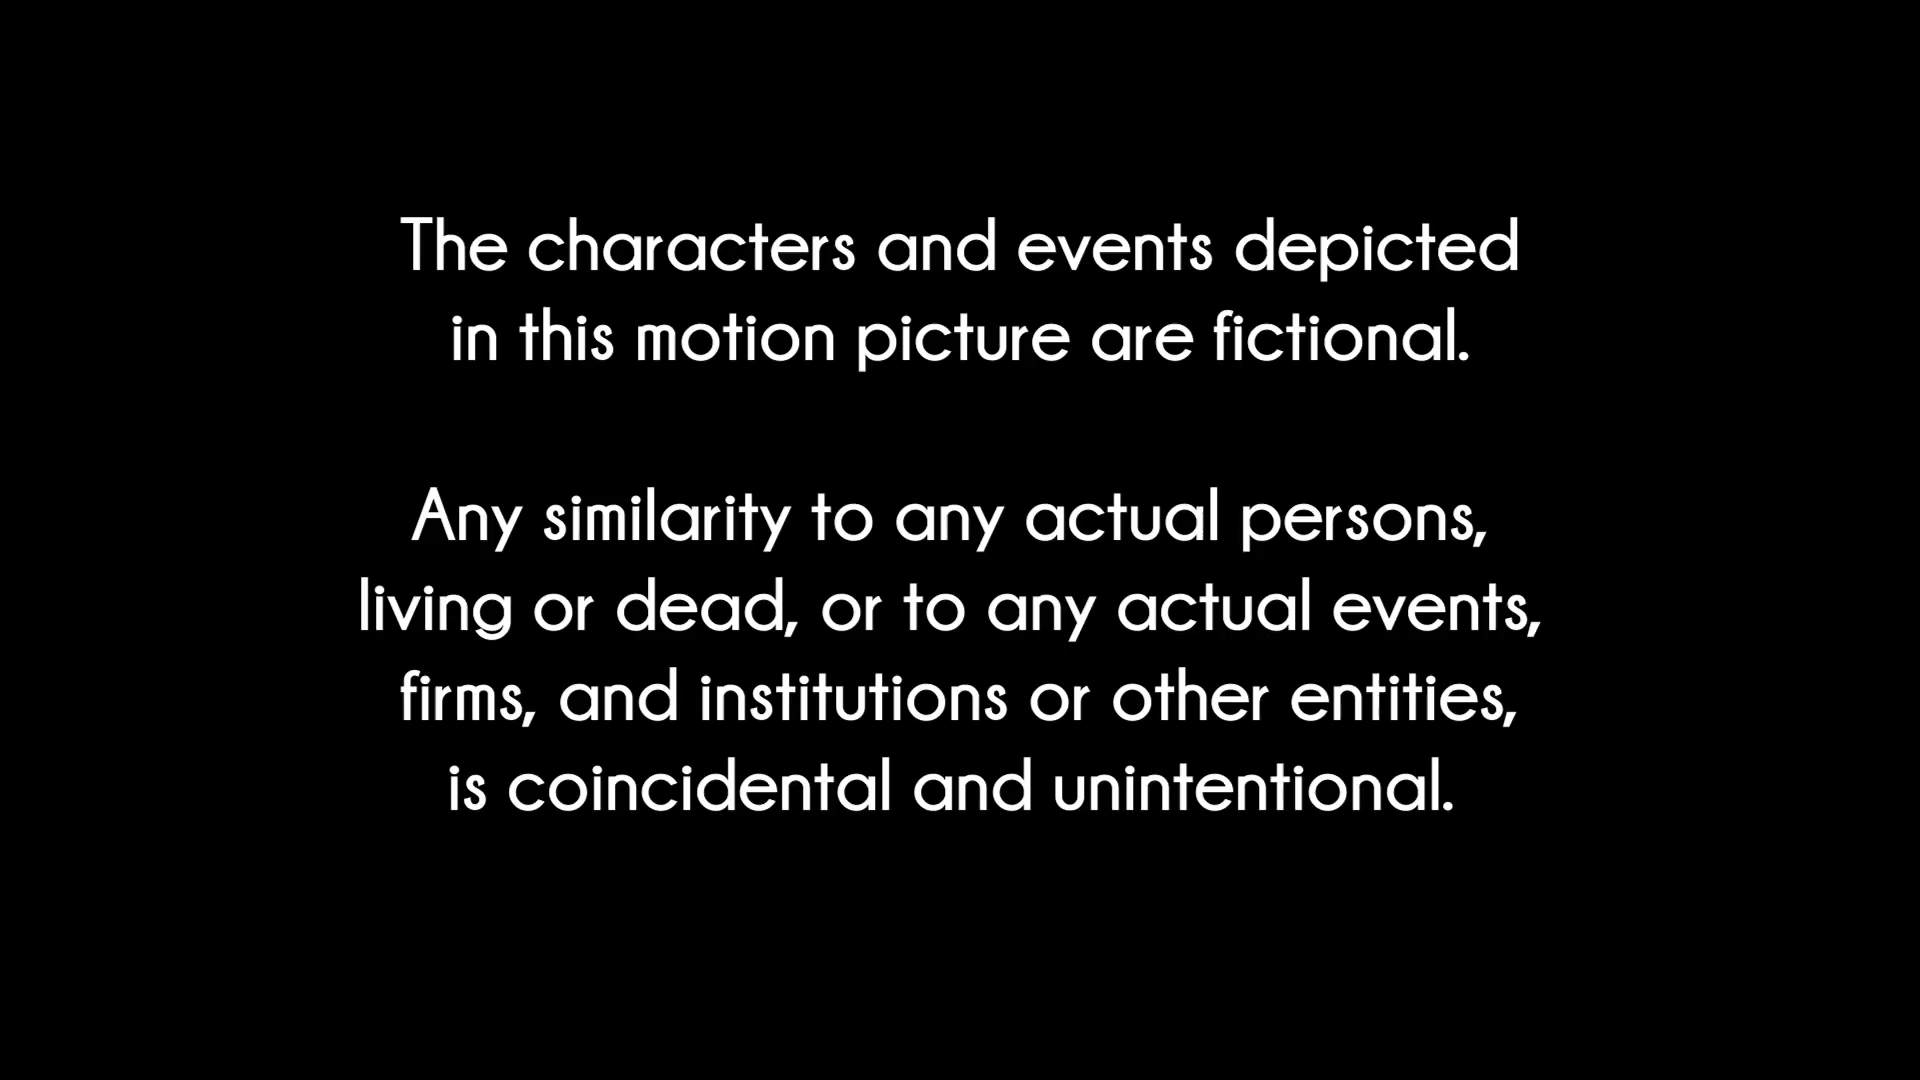 The characters and events depicted
in this motion picture are fictional.
Any similarity to any actual persons,
living or dead, or to any actual events,
firms, and institutions or other entities,
is coincidental and unintentional.